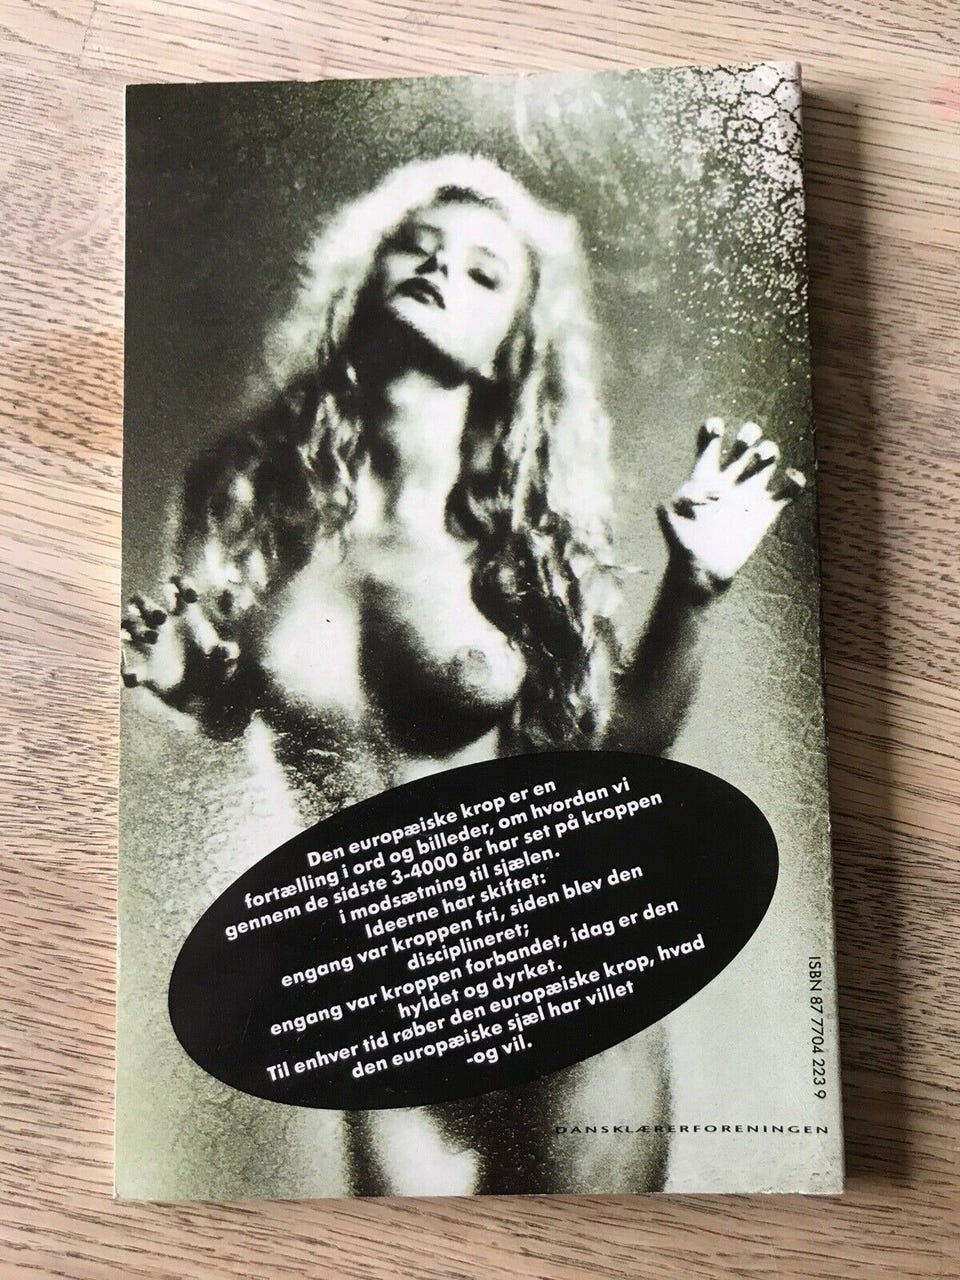 Den europæiske krop er en
fortælling i ord og billeder, om hvordan vi
gennem de sidste 3-4000 år har set på kroppen
i modsætning til sjælen.
Ideerne har skiftet:
engang var kroppen fri, siden blev den
disciplineret;
engang var kroppen forbandet, idag er den
hyldet og dyrket.
Til enhver tid røber den europæiske krop, hvad
den europæiske sjæl har villet
-og vil.
ISBN 87 7704 223 9
DANSKLÆRERFORENINGEN